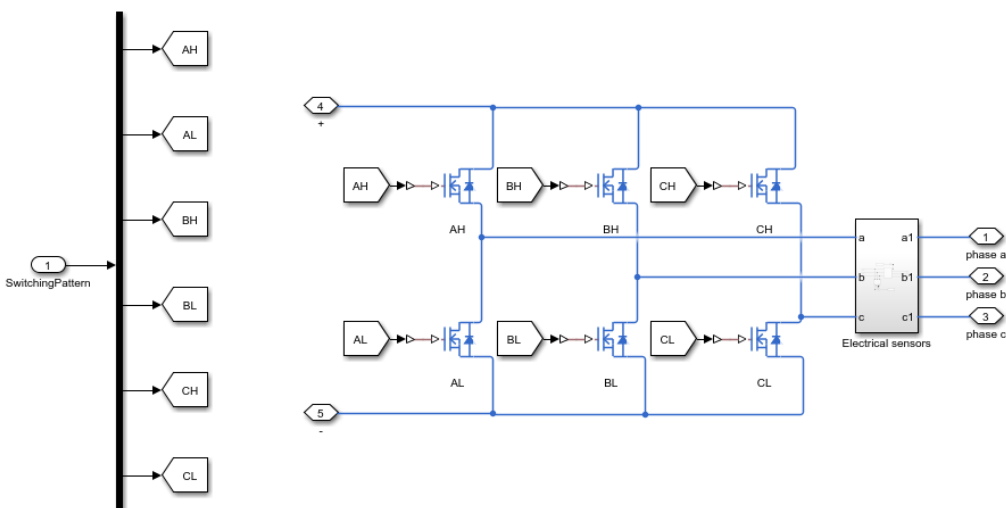 1
SwitchingPattern
AH
AL
BH
BL
CH
CL
4
+
AH
BH
CH
AH
BH
CH
AL
BL
CL
AL
BL
CL
5
-
a
b
c
a1
b1
c1
Electrical sensors
1
phase a
2
phase b
3
phase c